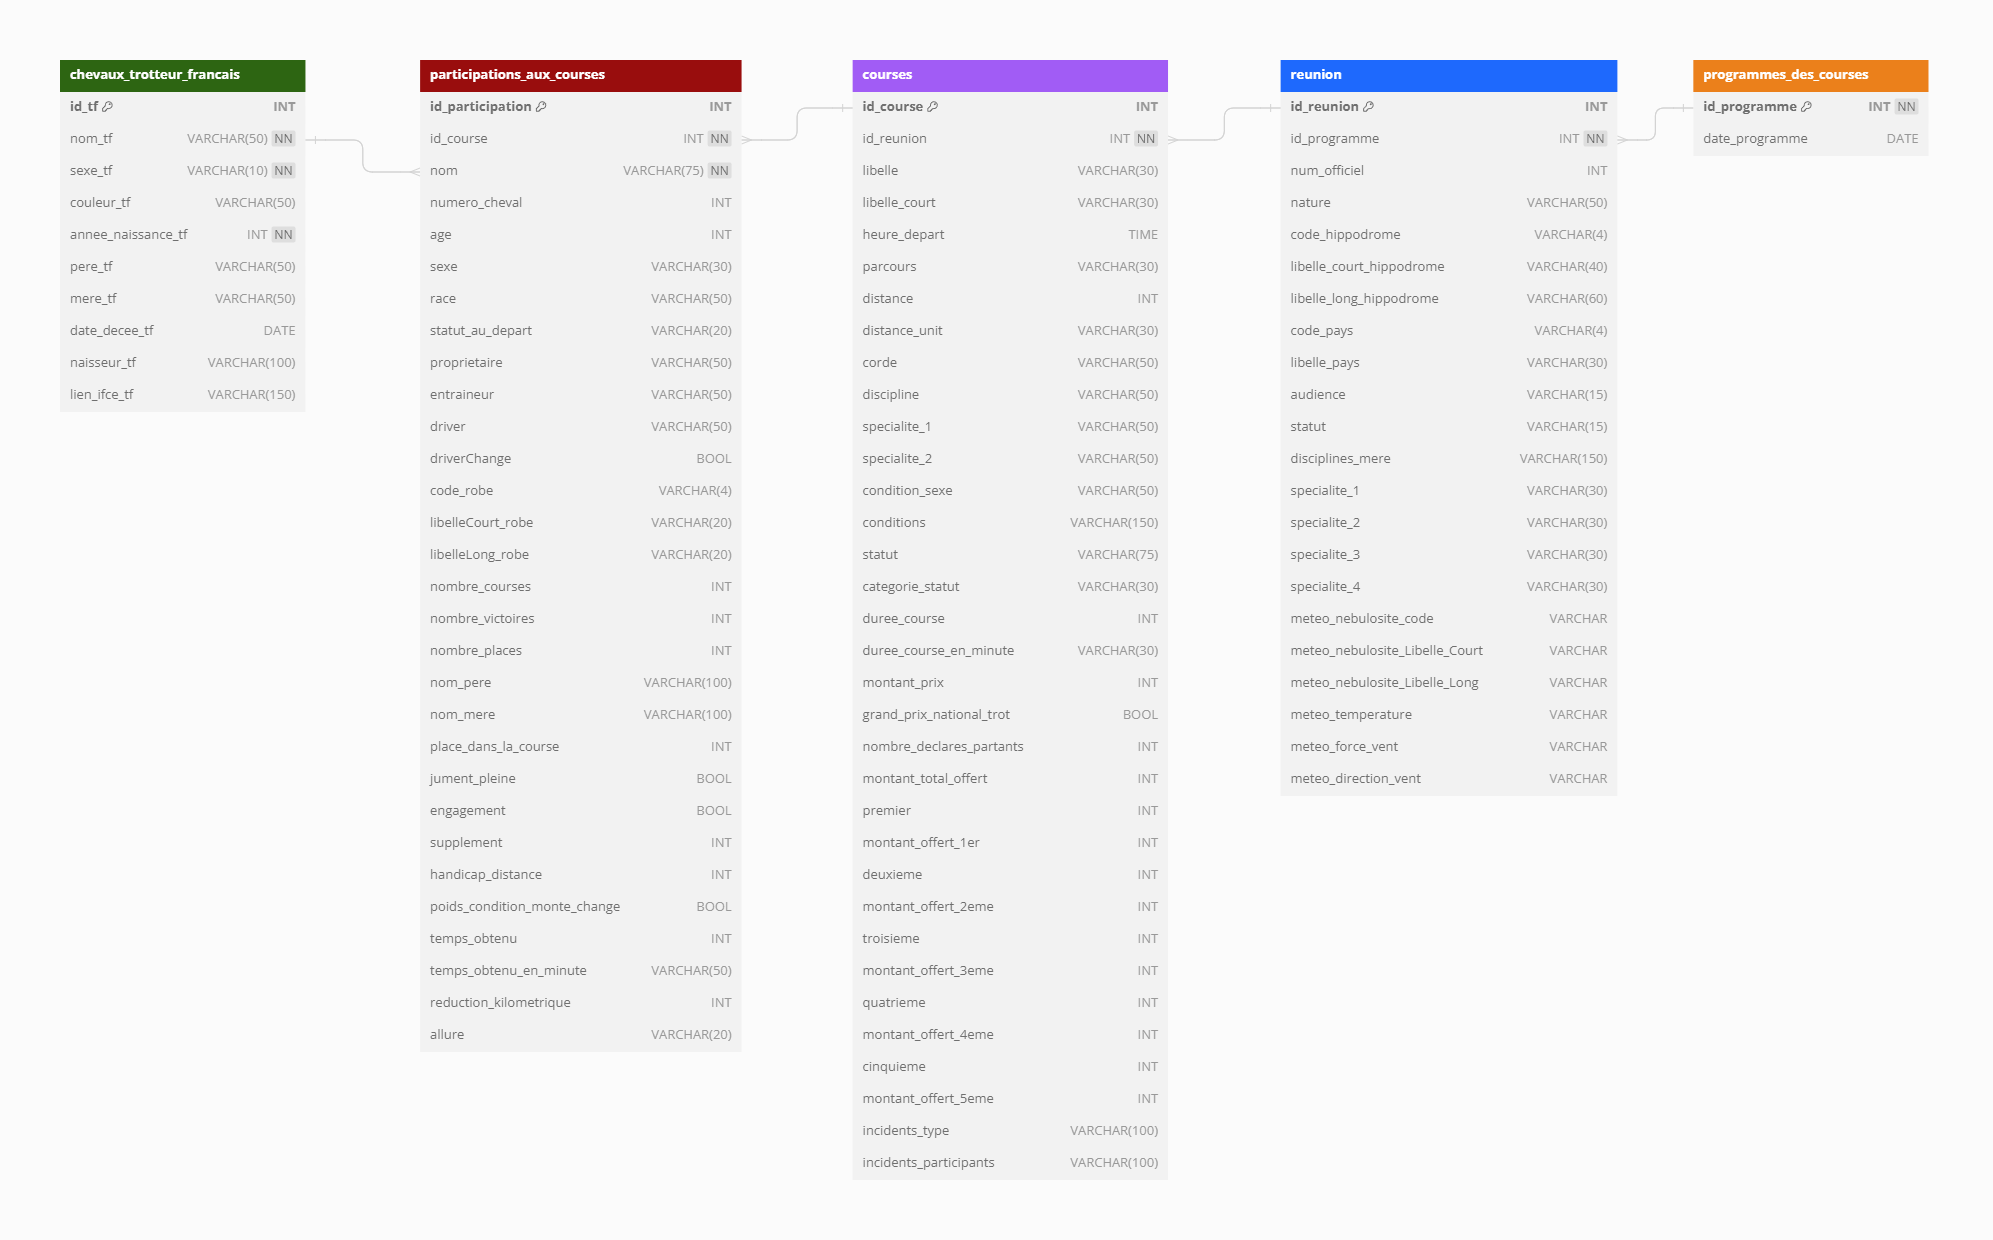 chevaux_trotteur_francais
id_tf INT
nom_tf VARCHAR(50) NN
sexe_tf VARCHAR(10) NN
couleur_tf VARCHAR(50)
annee_naissance_tf INT NN
pere_tf VARCHAR(50)
mere_tf VARCHAR(50)
date_decee_tf DATE
naisseur_tf VARCHAR(100)
lien_ifce_tf VARCHAR(150)
participations_aux_courses
id_participation INT
id_course INT NN
nom VARCHAR(75) NN
numero_cheval INT
age INT
sexe VARCHAR(30)
race VARCHAR(50)
statut_au_depart VARCHAR(20)
proprietaire VARCHAR(50)
entraineur VARCHAR(50)
driver VARCHAR(50)
driverChange BOOL
code_robe VARCHAR(4)
libelleCourt_robe VARCHAR(20)
libelleLong_robe VARCHAR(20)
nombre_courses INT
nombre_victoires INT
nombre_places INT
nom_pere VARCHAR(100)
nom_mere VARCHAR(100)
place_dans_la_course INT
jument_pleine BOOL
engagement BOOL
supplement INT
handicap_distance INT
poids_condition_monte_change BOOL
temps_obtenu INT
temps_obtenu_en_minute VARCHAR(50)
reduction_kilometrique INT
allure VARCHAR(20)
courses
id_course INT
id_reunion INT NN
libelle VARCHAR(30)
libelle_court VARCHAR(30)
heure_depart TIME
parcours VARCHAR(30)
distance INT
distance_unit VARCHAR(30)
corde VARCHAR(50)
discipline VARCHAR(50)
specialite_1 VARCHAR(50)
specialite_2 VARCHAR(50)
condition_sexe VARCHAR(50)
conditions VARCHAR(150)
statut VARCHAR(75)
categorie_statut VARCHAR(30)
duree_course INT
duree_course_en_minute VARCHAR(30)
montant_prix INT
grand_prix_national_trot BOOL
nombre_declares_partants INT
montant_total_offert INT
premier INT
montant_offert_1er INT
deuxieme INT
montant_offert_2eme INT
troisieme INT
montant_offert_3eme INT
quatrieme INT
montant_offert_4eme INT
cinquieme INT
montant_offert_5eme INT
incidents_type VARCHAR(100)
incidents_participants VARCHAR(100)
reunion
id_reunion INT
id_programme INT NN
num_officiel INT
nature VARCHAR(50)
code_hippodrome VARCHAR(4)
libelle_court_hippodrome VARCHAR(40)
libelle_long_hippodrome VARCHAR(60)
code_pays VARCHAR(4)
libelle_pays VARCHAR(30)
audience VARCHAR(15)
statut VARCHAR(15)
disciplines_mere VARCHAR(150)
specialite_1 VARCHAR(30)
specialite_2 VARCHAR(30)
specialite_3 VARCHAR(30)
specialite_4 VARCHAR(30)
meteo_nebulosite_code VARCHAR
meteo_nebulosite_Libelle_Court VARCHAR
meteo_nebulosite_Libelle_Long VARCHAR
meteo_temperature VARCHAR
meteo_force_vent VARCHAR
meteo_direction_vent VARCHAR
programmes_des_courses
id_programme INT NN
date_programme DATE